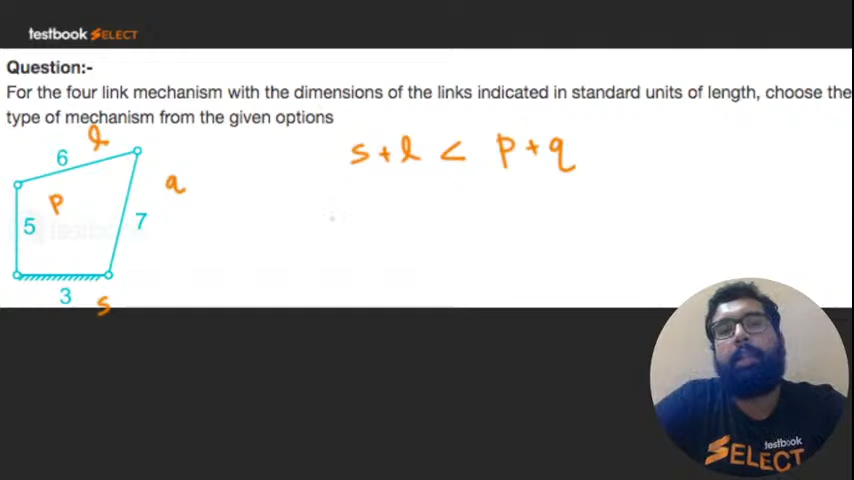 testbook SELECT
Question:-
For the four link mechanism with the dimensions of the links indicated in standard units of length, choose the
type of mechanism from the given options
l
6
s+l < p+q
q
p
5
7
3
s
testbook
SELECT